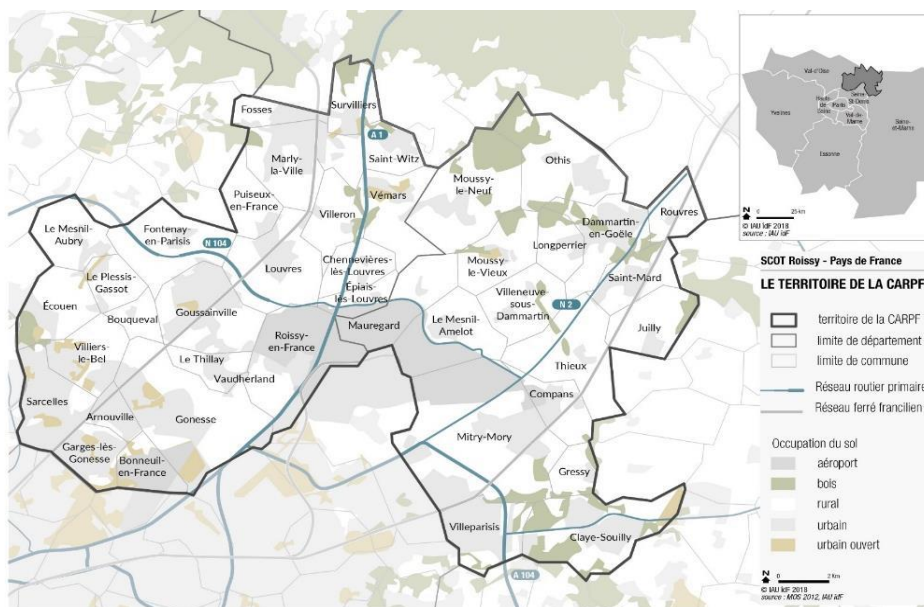 Fosses
Survilliers
A 1
Saint-Witz
Marly-
la-Ville
Puiseux-
en-France
Vémars
Villeron
Moussy-
le-Neuf
Othis
Rouvres
Dammartin-
en-Goële
Longperrier
Moussy-
le-Vieux
Saint-Mard
Le Mesnil-
Aubry
Fontenay-
en-Parisis
N 104
Louvres
Chennevières-
lès-Louvres
Épiais-
lès-Louvres
Villeneuve-
sous-
Dammartin
N 2
Juilly
Le Plessis-
Gassot
Écouen
Bouqueval
Goussainville
Roissy-
en-France
Mauregard
Le Mesnil-
Amelot
Thieux
Villiers-
le-Bel
Le Thillay
Vaudherland
Compans
Sarcelles
Arnouville
Gonesse
Mitry-Mory
Garges-lès-
Gonesse
Bonneuil-
en-France
Gressy
Villeparisis
Claye-Souilly
A 104
Val-d'Oise
Seine-
St-Denis
Hauts-
de-
Seine
Paris
Val-de-
Marne
Yvelines
Essonne
Seine-
et-Marne
N
0 25 km
© IAU îdF 2018
source : IAU îdF
SCOT Roissy - Pays de France
LE TERRITOIRE DE LA CARPF
territoire de la CARPF
limite de département
limite de commune
Réseau routier primaire
Réseau ferré francilien
Occupation du sol
aéroport
bois
rural
urbain
urbain ouvert
N
0 2 Km
© IAU îdF 2018
source : MOS 2012, IAU îdF